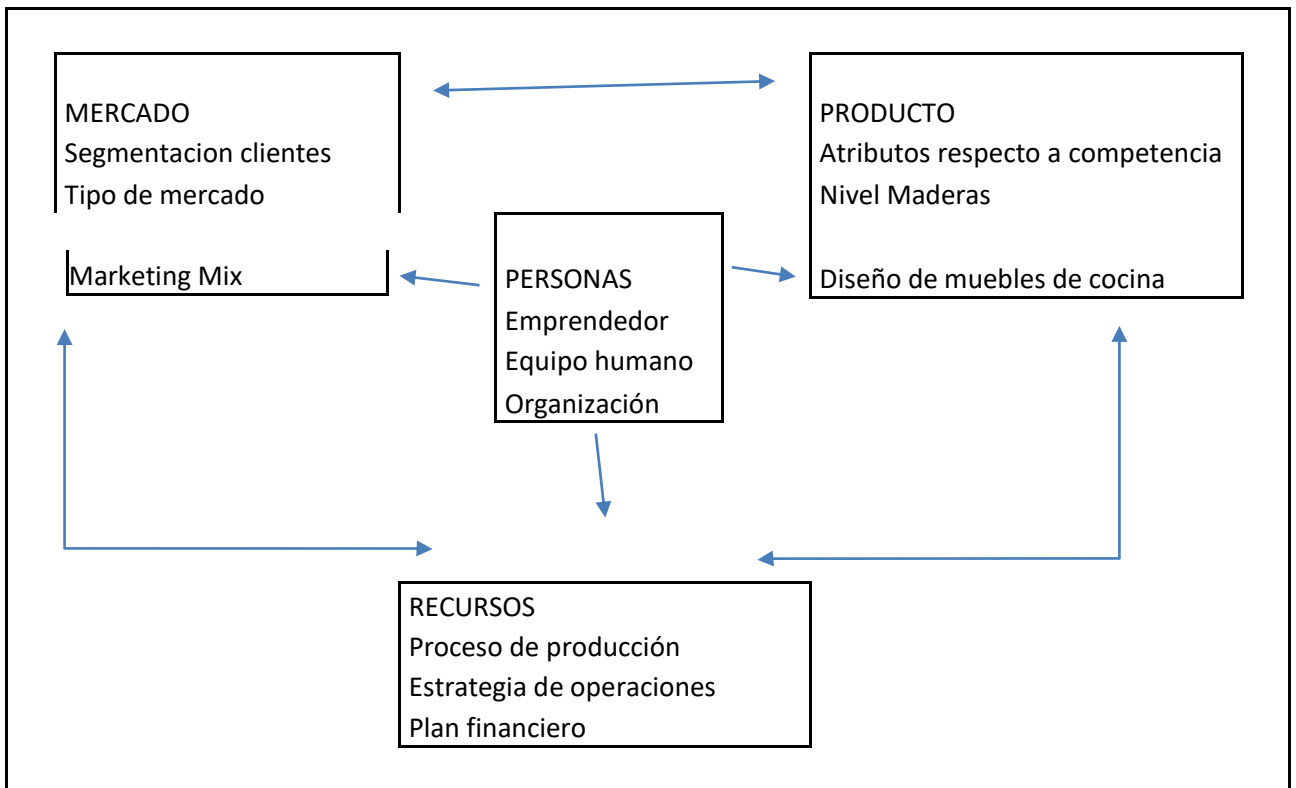 MERCADO
Segmentacion clientes
Tipo de mercado
Marketing Mix
PRODUCTO
Atributos respecto a competencia
Nivel Maderas
Diseño de muebles de cocina
PERSONAS
Emprendedor
Equipo humano
Organización
RECURSOS
Proceso de producción
Estrategia de operaciones
Plan financiero